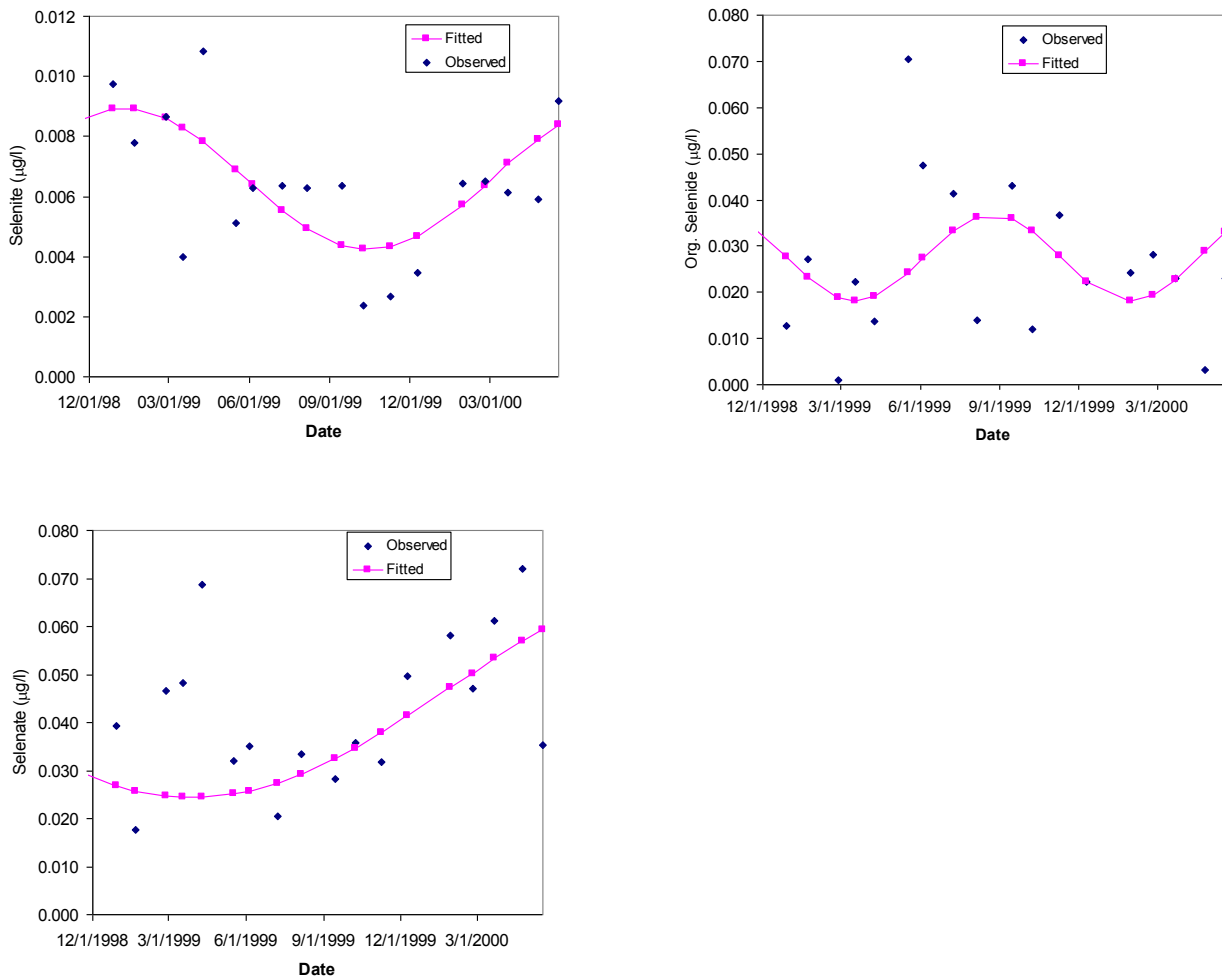 0.012
0.010
0.008
0.006
0.004
0.002
0.000
Selenite (µg/l)
Fitted
Observed
12/01/98 03/01/99 06/01/99 09/01/99 12/01/99 03/01/00
Date
0.080
0.070
0.060
0.050
0.040
0.030
0.020
0.010
0.000
Org. Selenide (µg/l)
Observed
Fitted
12/1/1998 3/1/1999 6/1/1999 9/1/1999 12/1/1999 3/1/2000
Date
0.080
0.070
0.060
0.050
0.040
0.030
0.020
0.010
0.000
Selenate (µg/l)
Observed
Fitted
12/1/1998 3/1/1999 6/1/1999 9/1/1999 12/1/1999 3/1/2000
Date